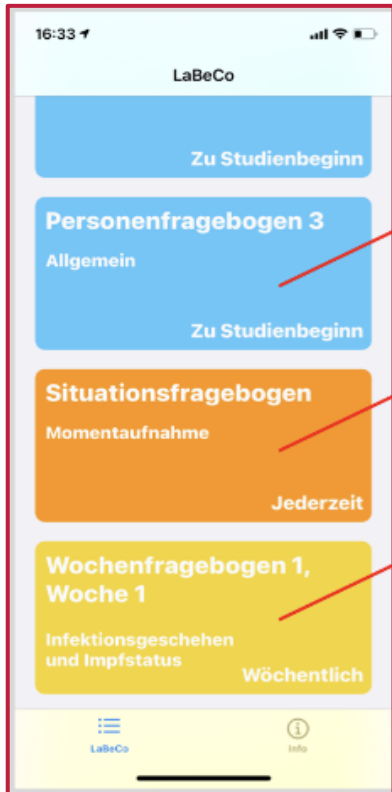 16:33
LaBeCo
Zu Studienbeginn
Personenfragebogen 3
Allgemein
Zu Studienbeginn
Situationsfragebogen
Momentaufnahme
Jederzeit
Wochenfragebogen 1,
Woche 1
Infektionsgeschehen
und Impfstatus
Wöchentlich
LaBeCo
Info